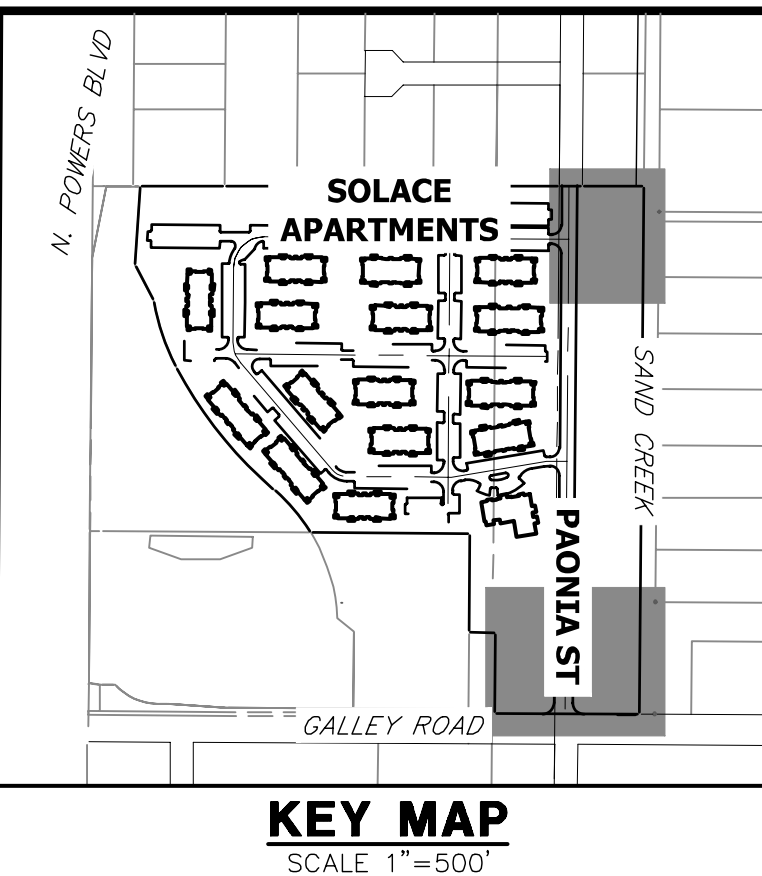 N. POWERS BLVD
SOLACE
APARTMENTS
SAND CREEK
PAONIA ST
GALLEY ROAD
KEY MAP
SCALE 1"=500'